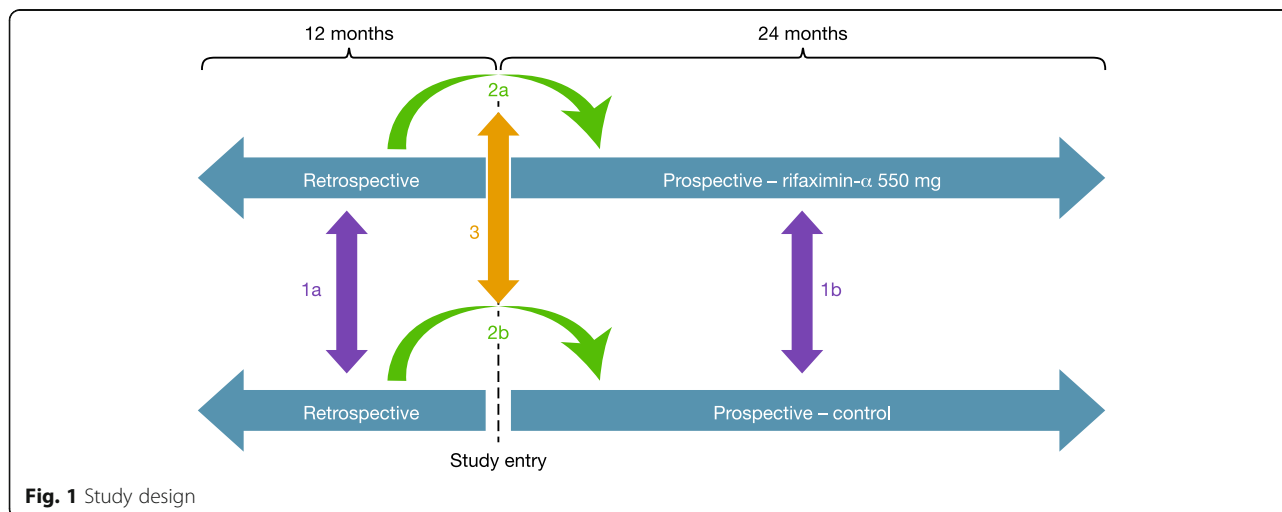 12 months
24 months
2a
Retrospective
Prospective – rifaximin-α 550 mg
3
1a
1b
2b
Retrospective
Prospective – control
Study entry
Fig. 1 Study design